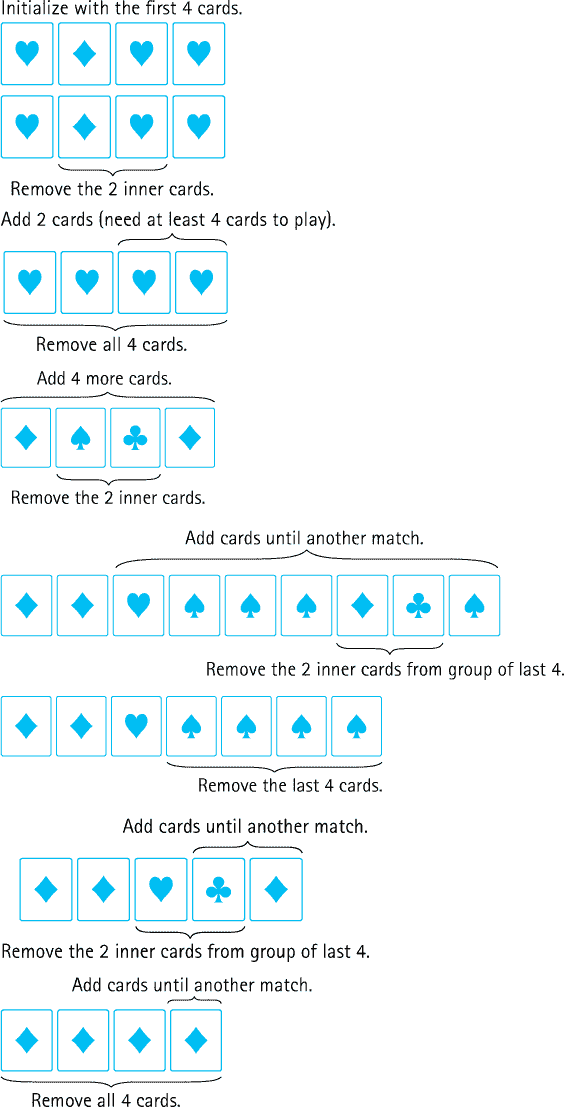 Initialize with the first 4 cards.
Remove the 2 inner cards.
Add 2 cards (need at least 4 cards to play).
Remove all 4 cards.
Add 4 more cards.
Remove the 2 inner cards.
Add cards until another match.
Remove the 2 inner cards from group of last 4.
Remove the last 4 cards.
Add cards until another match.
Remove the 2 inner cards from group of last 4.
Add cards until another match.
Remove all 4 cards.